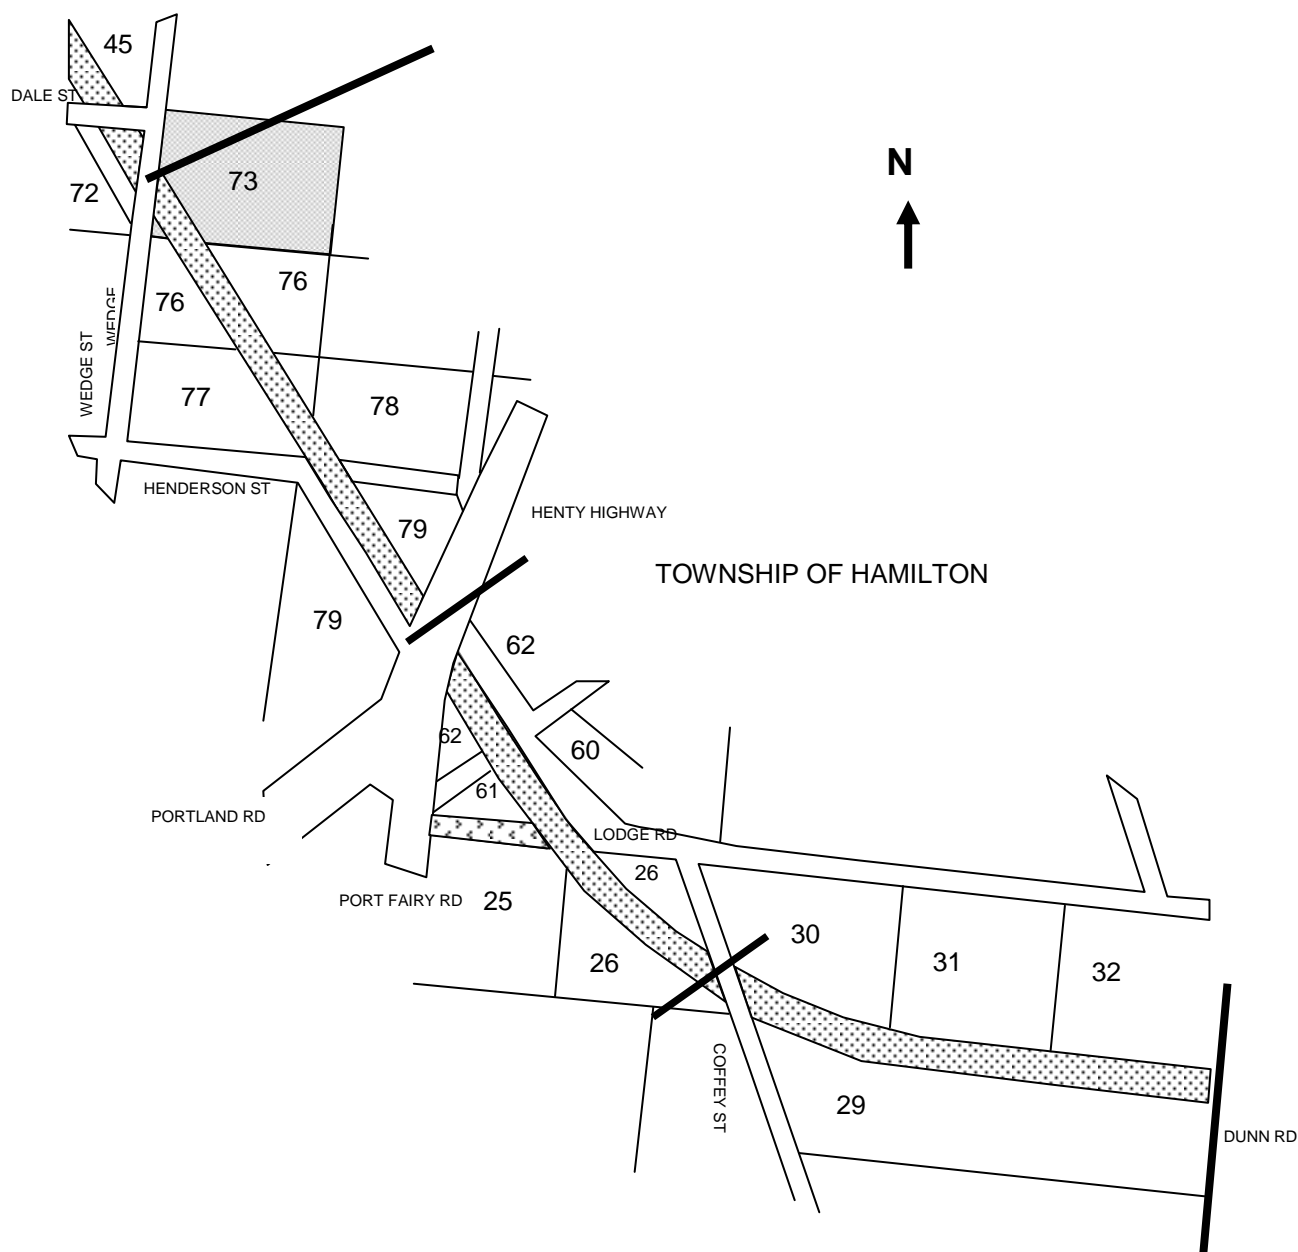 45
DALE ST
N
73
72
76
76
WEDGE
WEDGE ST
77
78
HENDERSON ST
79
HENTY HIGHWAY
TOWNSHIP OF HAMILTON
79
62
62
60
61
PORTLAND RD
LODGE RD
26
PORT FAIRY RD
25
30
31
32
26
COFFEY ST
29
DUNN RD